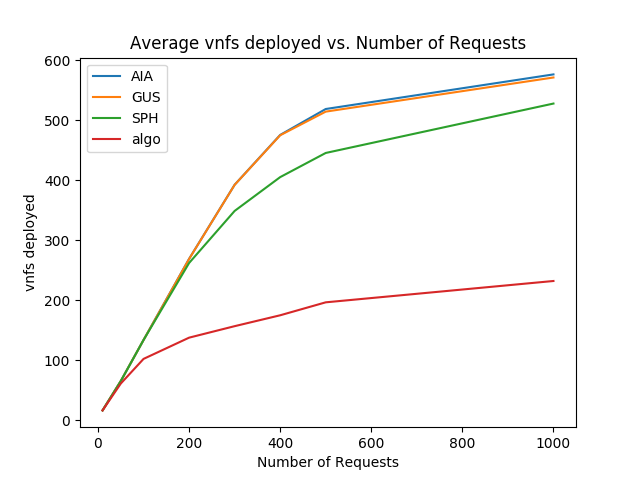 Average vnfs deployed vs. Number of Requests
AIA
GUS
SPH
algo
vnfs deployed
600
500
400
300
200
100
0
0 200 400 600 800 1000
Number of Requests